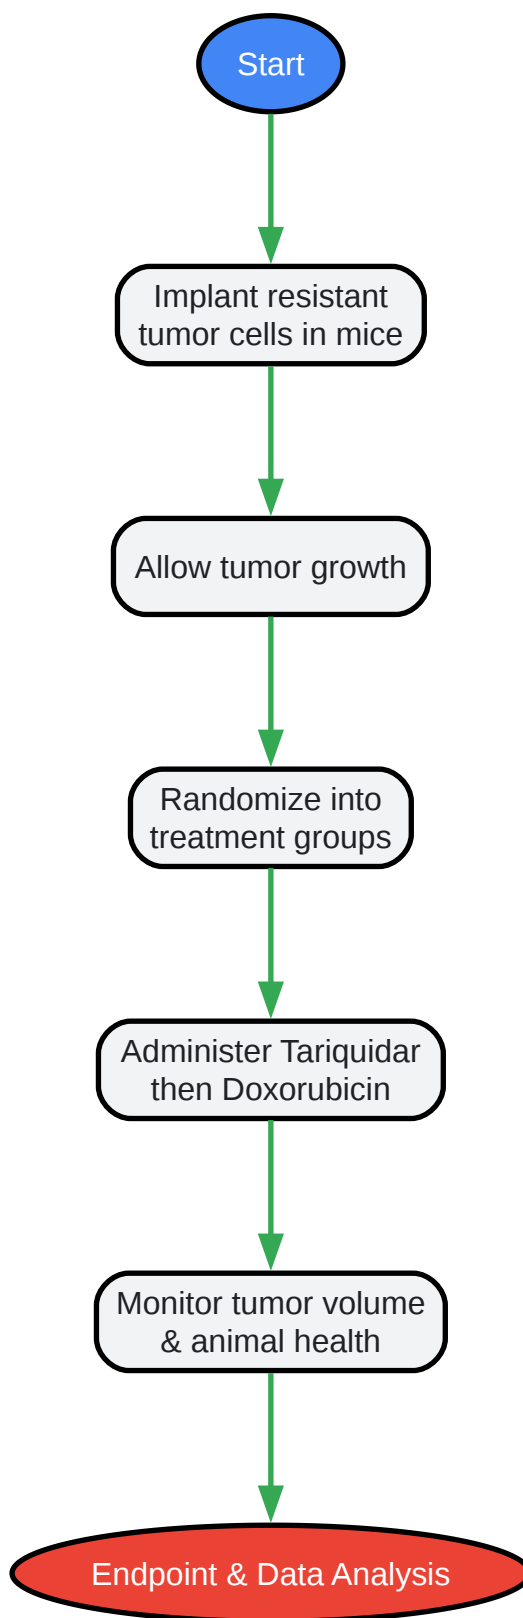 Start
Implant resistant
tumor cells in mice
Allow tumor growth
Randomize into
treatment groups
Administer Tariquidar
then Doxorubicin
Monitor tumor volume
& animal health
Endpoint & Data Analysis